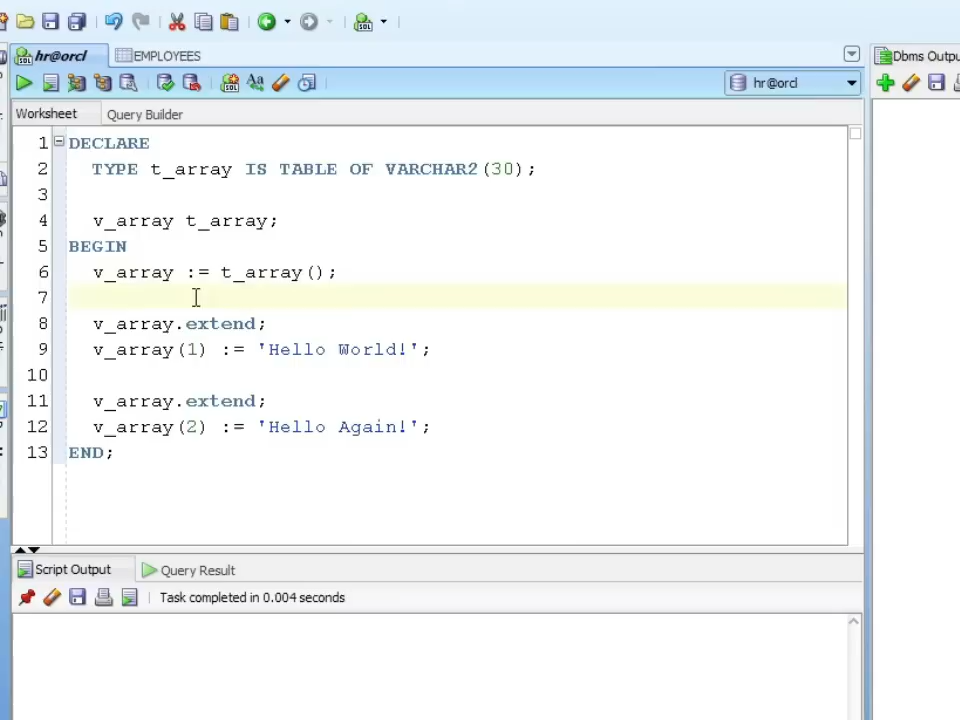 hr@orcl EMPLOYEES Dbms Outpu
hr@orcl
Worksheet Query Builder
1 DECLARE
2 TYPE t_array IS TABLE OF VARCHAR2(30);
3
4 v_array t_array;
5 BEGIN
6 v_array := t_array();
7
8 v_array.extend;
9 v_array(1) := 'Hello World!';
10
11 v_array.extend;
12 v_array(2) := 'Hello Again!';
13 END;
Script Output Query Result
Task completed in 0.004 seconds